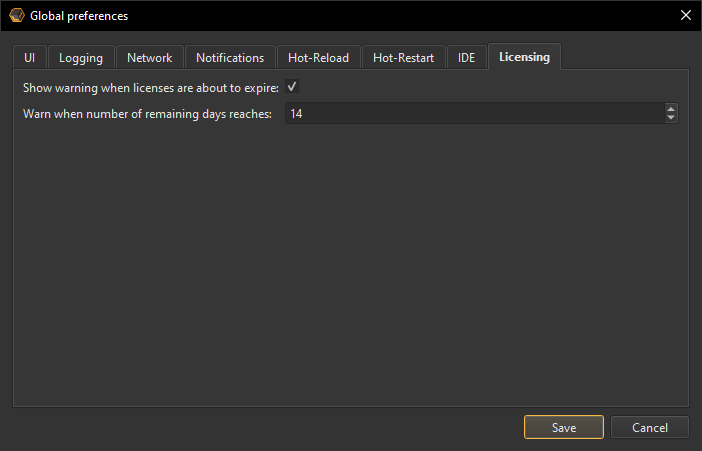 Global preferences
UI Logging Network Notifications Hot-Reload Hot-Restart IDE Licensing
Show warning when licenses are about to expire:
Warn when number of remaining days reaches: 14
Save Cancel